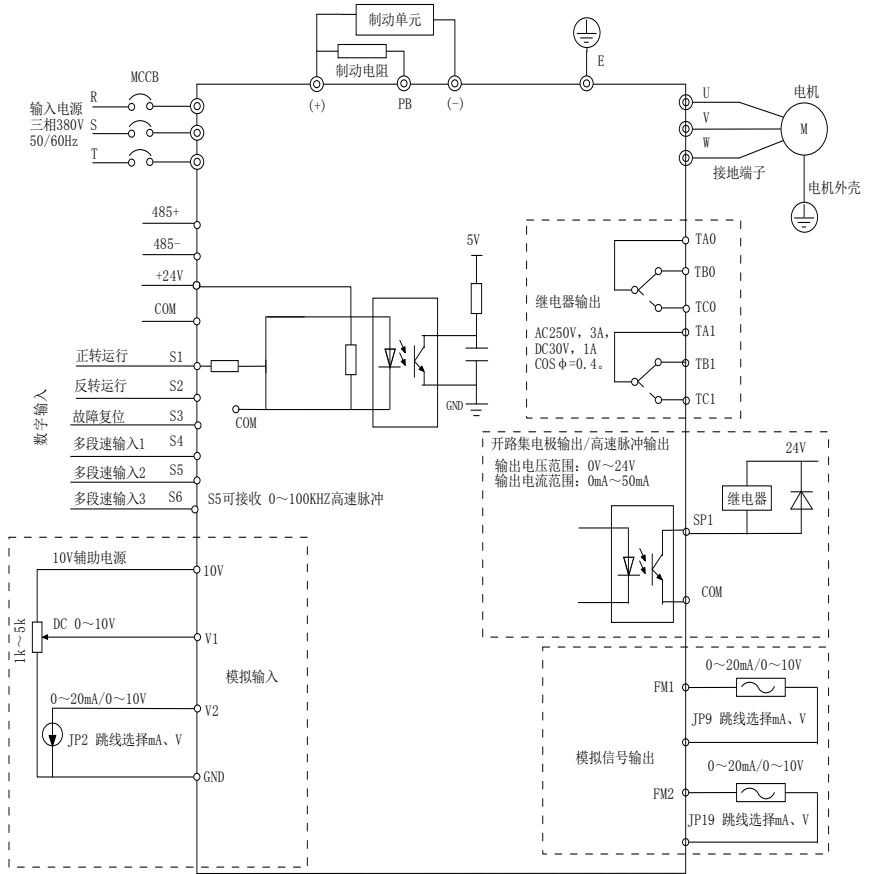 制动单元
制动电阻
(+)
PB
(-)
E
MCCB
R
S
T
输入电源
三相380V
50/60Hz
U
V
W
电机
M
接地端子
电机外壳
485+
485-
+24V
COM
5V
GND
COM
数字输入
正转运行 S1
反转运行 S2
故障复位 S3
多段速输入1 S4
多段速输入2 S5
多段速输入3 S6
S5可接收 0～100KHZ高速脉冲
继电器输出
AC250V，3A，
DC30V，1A
COSφ=0.4。
TA0
TB0
TC0
TA1
TB1
TC1
开路集电极输出/高速脉冲输出
输出电压范围：0V～24V
输出电流范围：0mA～50mA
24V
继电器
SP1
COM
10V辅助电源
10V
1k～5k
DC 0～10V
V1
模拟输入
0～20mA/0～10V
V2
JP2 跳线选择mA、V
GND
模拟信号输出
0～20mA/0～10V
FM1
JP9 跳线选择mA、V
0～20mA/0～10V
FM2
JP19 跳线选择mA、V